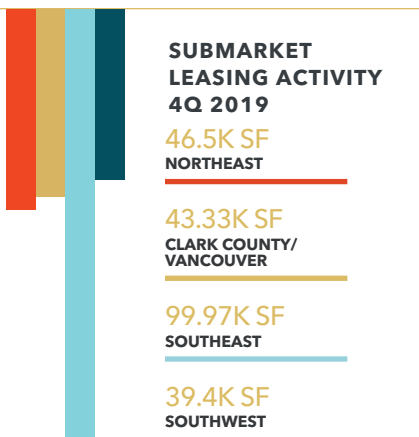 SUBMARKET
LEASING ACTIVITY
4Q 2019
46.5K SF
NORTHEAST
43.33K SF
CLARK COUNTY/
VANCOUVER
99.97K SF
SOUTHEAST
39.4K SF
SOUTHWEST